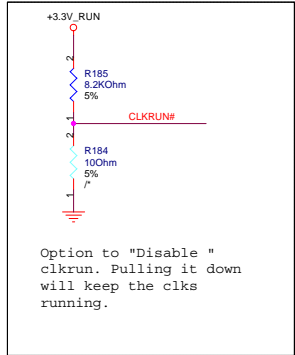 +3.3V_RUN
2
R185
8.2KOhm
5%
1
CLKRUN#
2
R184
10Ohm
5%
/*
1
Option to "Disable "
clkrun. Pulling it down
will keep the clks
running.